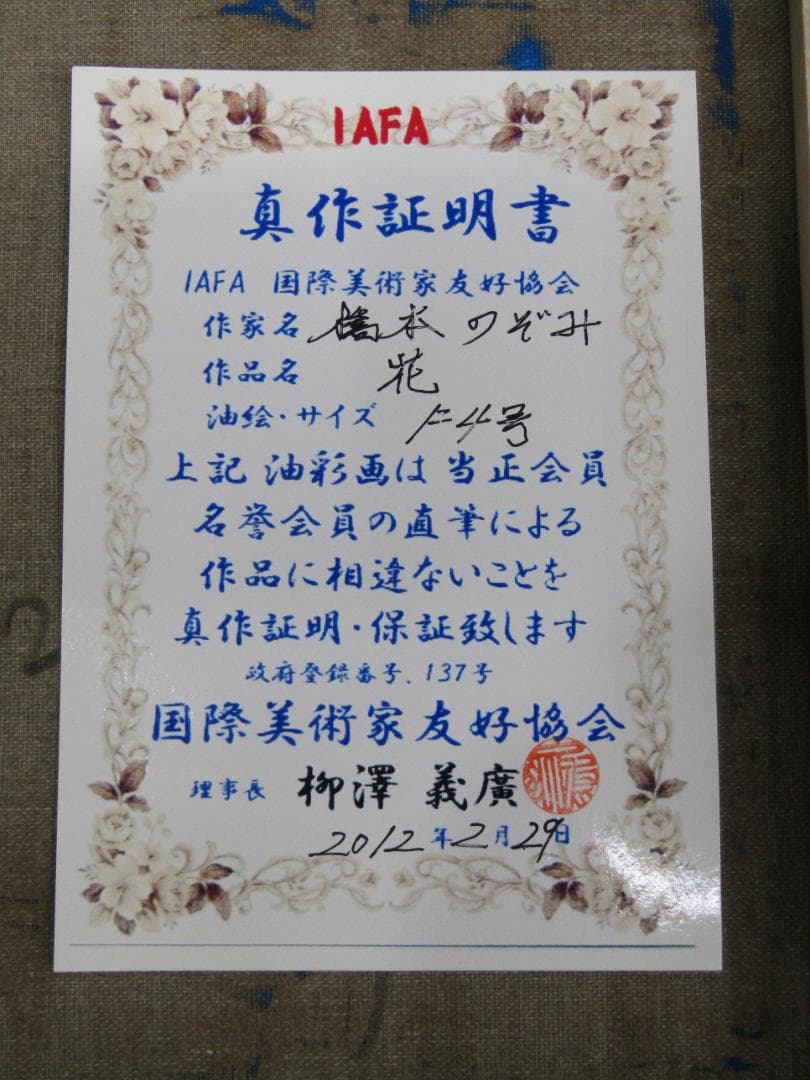 IAFA
真作証明書
IAFA 国際美術家友好協会
作家名 橋本 のぞみ
作品名 花
油絵・サイズ F4号
上記 油彩画は 当正会員
名誉会員の直筆による
作品に相違ないことを
真作証明・保証致します
政府登録番号、137号
国際美術家友好協会
理事長 柳澤 義廣
2012年2月29日